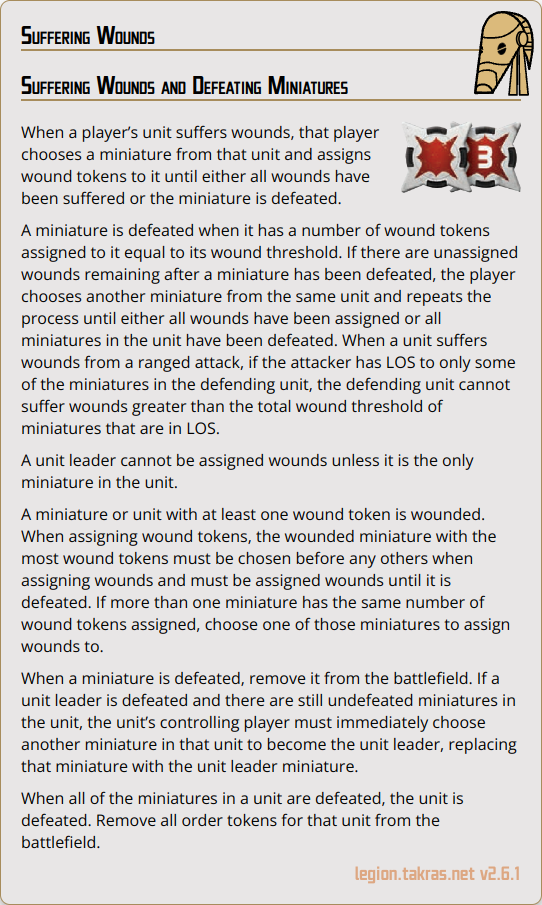 Suffering Wounds
Suffering Wounds and Defeating Miniatures
When a player’s unit suffers wounds, that player
chooses a miniature from that unit and assigns
wound tokens to it until either all wounds have
been suffered or the miniature is defeated.
3
A miniature is defeated when it has a number of wound tokens
assigned to it equal to its wound threshold. If there are unassigned
wounds remaining after a miniature has been defeated, the player
chooses another miniature from the same unit and repeats the
process until either all wounds have been assigned or all
miniatures in the unit have been defeated. When a unit suffers
wounds from a ranged attack, if the attacker has LOS to only some
of the miniatures in the defending unit, the defending unit cannot
suffer wounds greater than the total wound threshold of
miniatures that are in LOS.
A unit leader cannot be assigned wounds unless it is the only
miniature in the unit.
A miniature or unit with at least one wound token is wounded.
When assigning wound tokens, the wounded miniature with the
most wound tokens must be chosen before any others when
assigning wounds and must be assigned wounds until it is
defeated. If more than one miniature has the same number of
wound tokens assigned, choose one of those miniatures to assign
wounds to.
When a miniature is defeated, remove it from the battlefield. If a
unit leader is defeated and there are still undefeated miniatures in
the unit, the unit’s controlling player must immediately choose
another miniature in that unit to become the unit leader, replacing
that miniature with the unit leader miniature.
When all of the miniatures in a unit are defeated, the unit is
defeated. Remove all order tokens for that unit from the
battlefield.
legion.takras.net v2.6.1